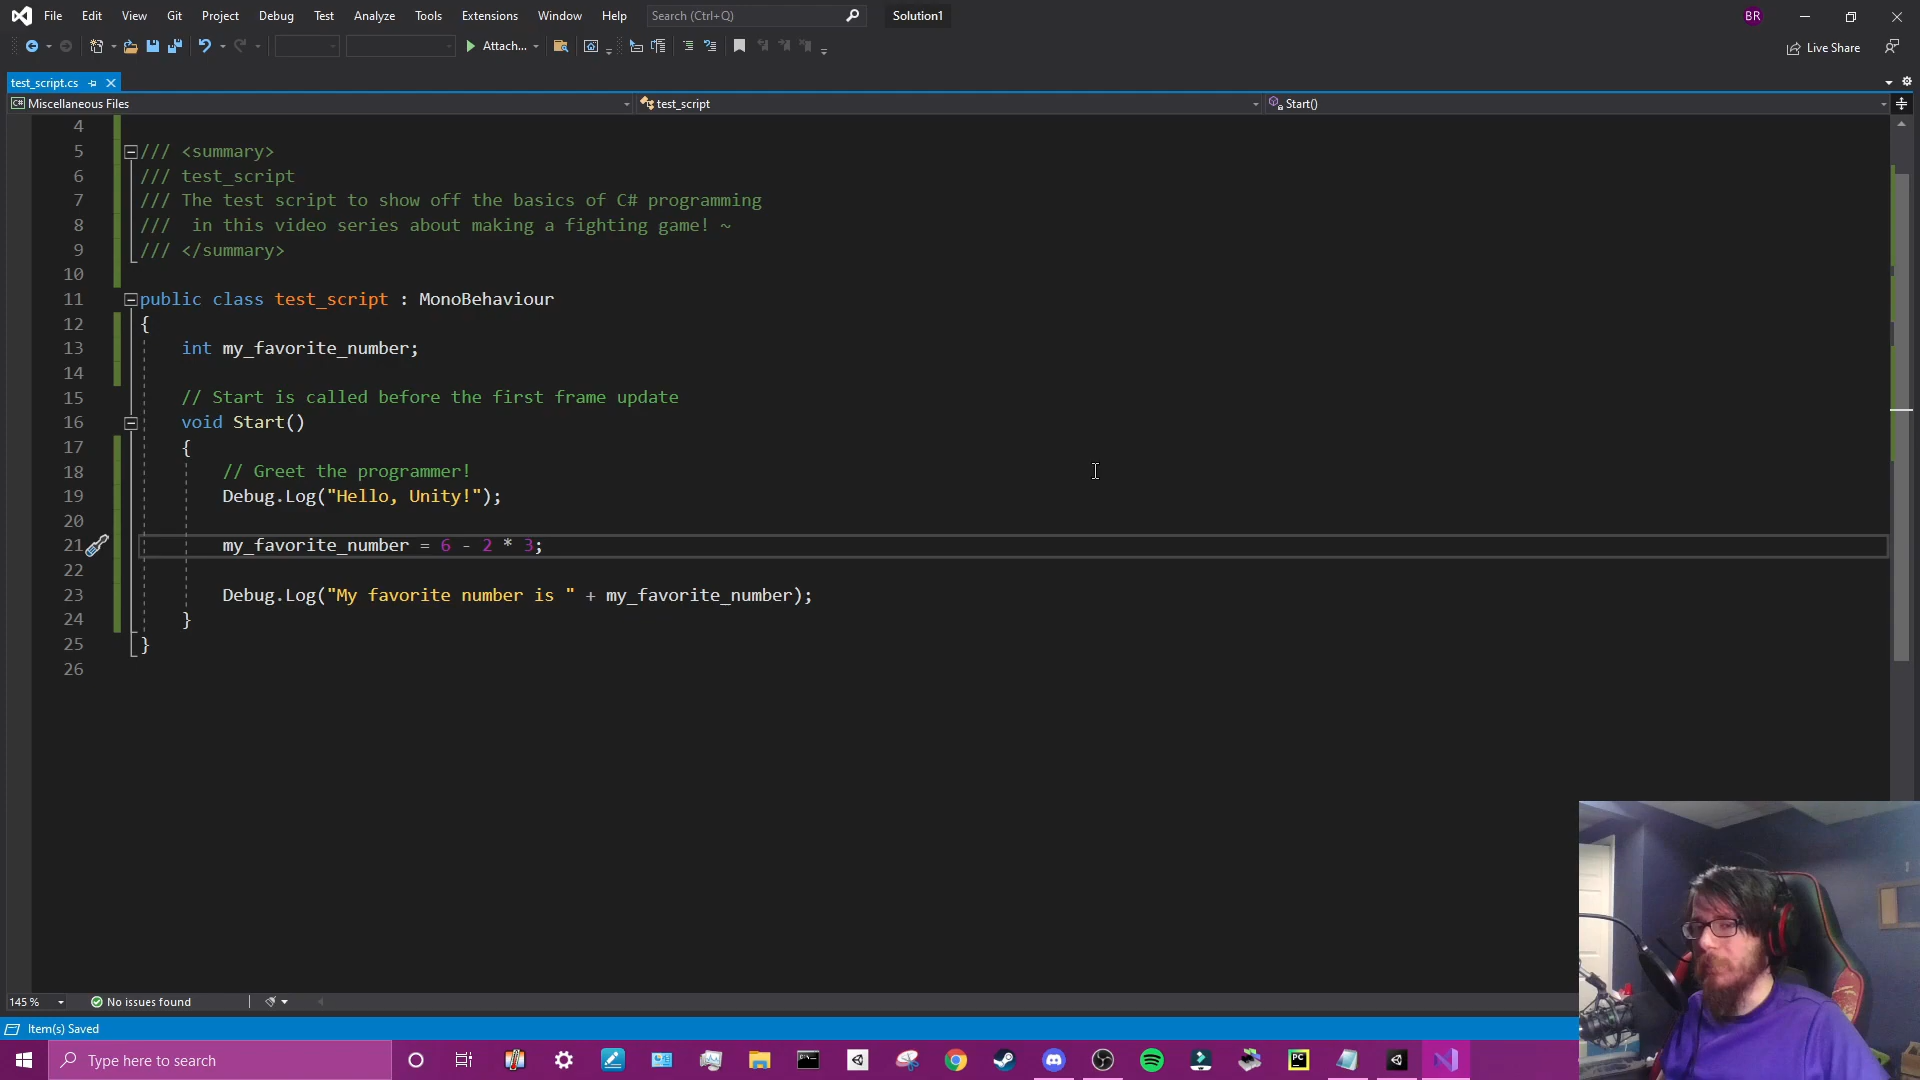 File Edit View Git Project Debug Test Analyze Tools Extensions Window Help Search (Ctrl+Q) Solution1 BR
Attach... Live Share
test_script.cs
C# Miscellaneous Files test_script Start()
4
5 /// <summary>
6 /// test_script
7 /// The test script to show off the basics of C# programming
8 ///  in this video series about making a fighting game! ~
9 /// </summary>
10
11 public class test_script : MonoBehaviour
12 {
13 int my_favorite_number;
14
15 // Start is called before the first frame update
16 void Start()
17 {
18 // Greet the programmer!
19 Debug.Log("Hello, Unity!");
20
21 my_favorite_number = 6 - 2 * 3;
22
23 Debug.Log("My favorite number is " + my_favorite_number);
24 }
25 }
26
145 % No issues found
Item(s) Saved
Type here to search PC